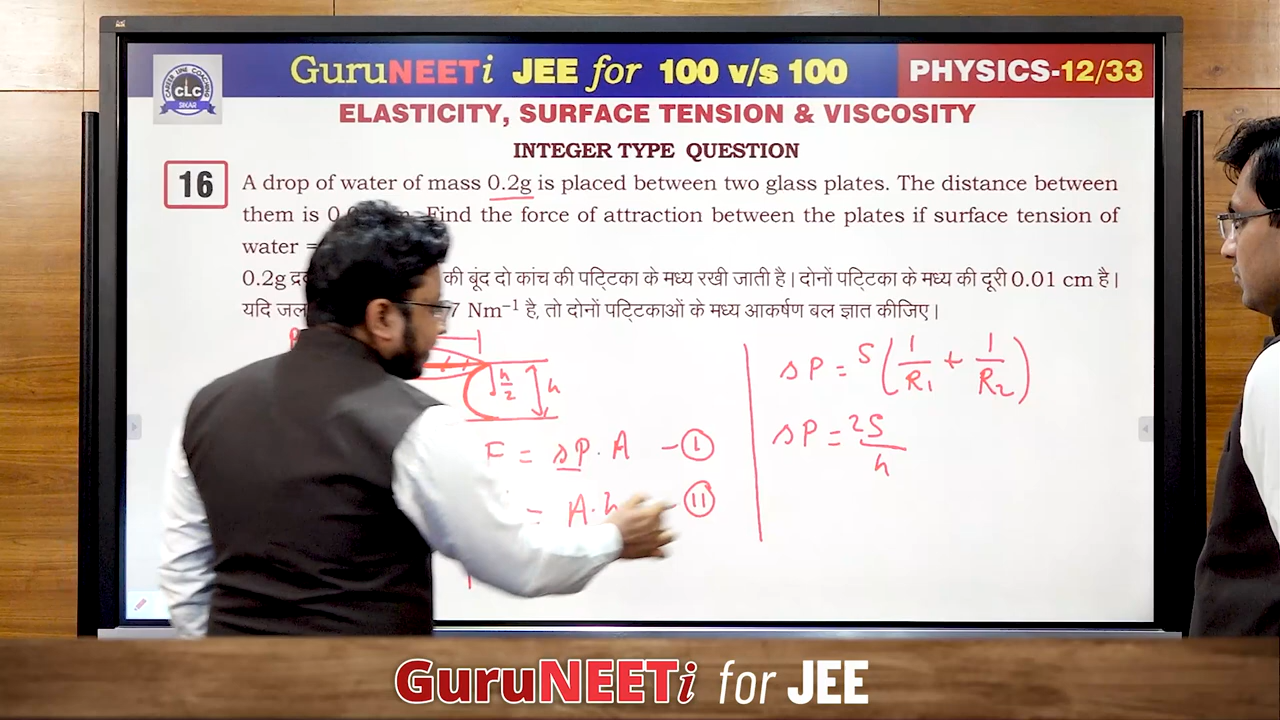 GuruNEETi JEE for 100 v/s 100
PHYSICS-12/33
CLC
SIKAR
ELASTICITY, SURFACE TENSION & VISCOSITY
INTEGER TYPE QUESTION
16
A drop of water of mass 0.2g is placed between two glass plates. The distance between
them is Find the force of attraction between the plates if surface tension of
water =
0.2g की बूंद दो कांच की पट्टिका के मध्य रखी जाती है। दोनों पट्टिका के मध्य की दूरी 0.01 cm है।
यदि 7 Nm⁻¹ है, तो दोनों पट्टिकाओं के मध्य आकर्षण बल ज्ञात कीजिए।
h/2 h
F = ΔP . A - (I)
= A . h - (II)
ΔP = S (1/R₁ + 1/R₂)
ΔP = 2S/h
GuruNEETi for JEE